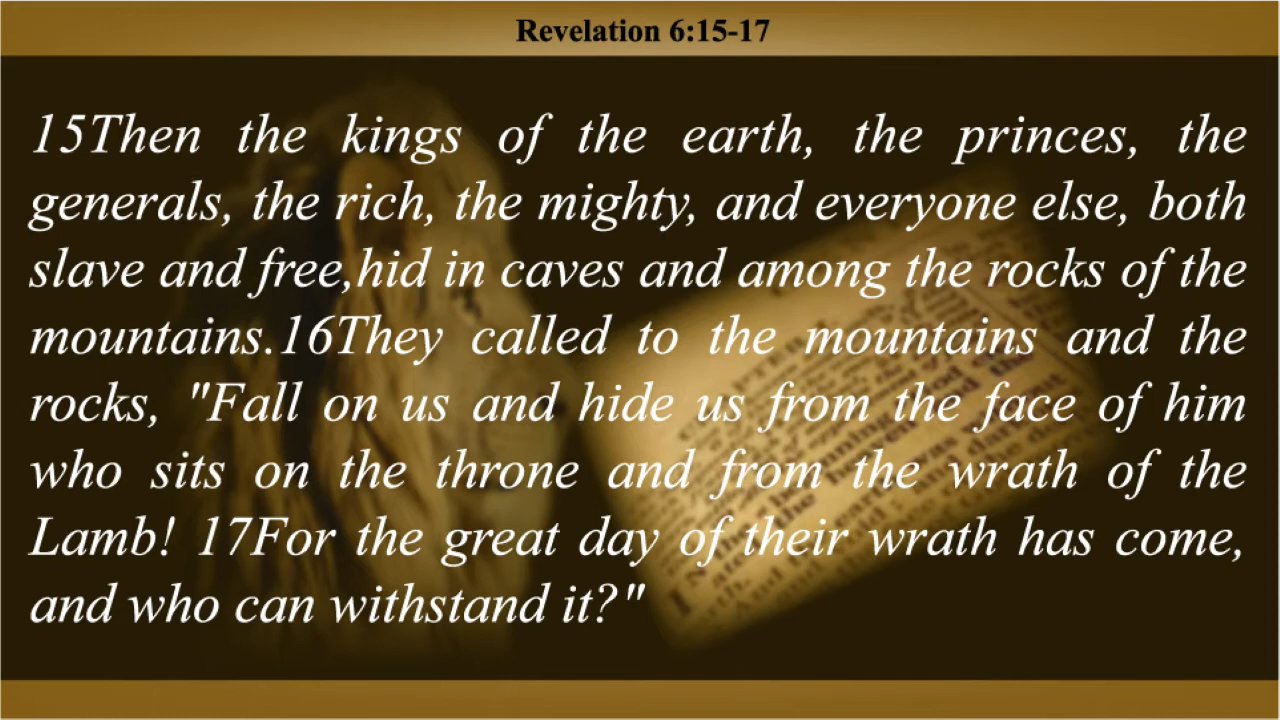 Revelation 6:15-17
15Then the kings of the earth, the princes, the
generals, the rich, the mighty, and everyone else, both
slave and free,hid in caves and among the rocks of the
mountains.16They called to the mountains and the
rocks, "Fall on us and hide us from the face of him
who sits on the throne and from the wrath of the
Lamb! 17For the great day of their wrath has come,
and who can withstand it?"